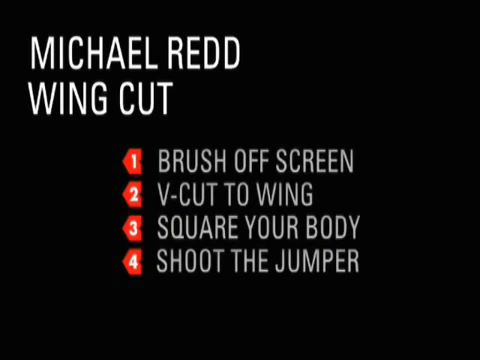 MICHAEL REDD
WING CUT
1 BRUSH OFF SCREEN
2 V-CUT TO WING
3 SQUARE YOUR BODY
4 SHOOT THE JUMPER